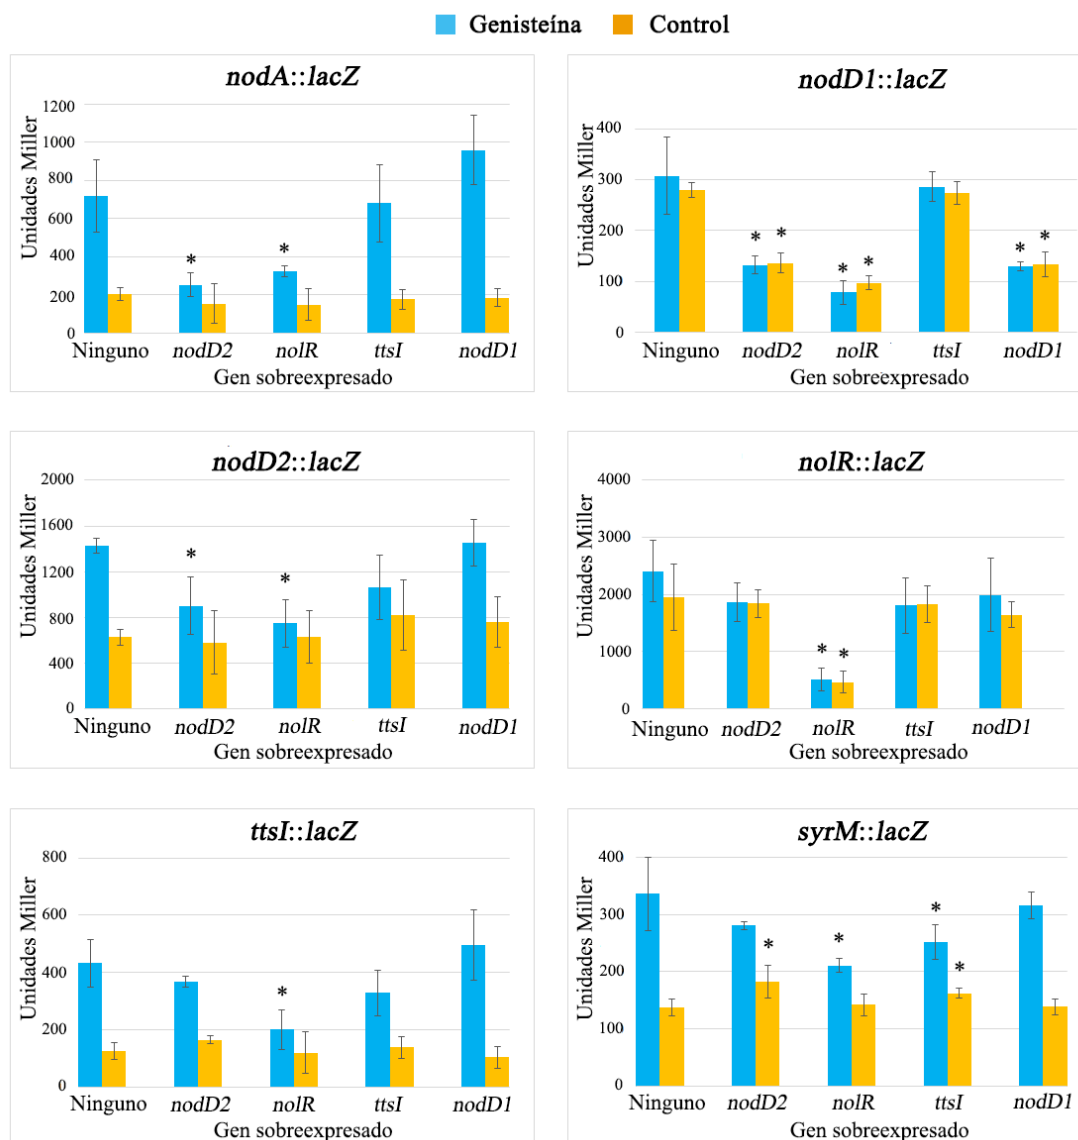 Genisteína Control
nodA::lacZ
Unidades Miller
1200
1000
800
600
400
200
0
* *
Ninguno nodD2 nolR ttsI nodD1
Gen sobreexpresado
nodD1::lacZ
Unidades Miller
400
300
200
100
0
* * * * * *
Ninguno nodD2 nolR ttsI nodD1
Gen sobreexpresado
nodD2::lacZ
Unidades Miller
2000
1600
1200
800
400
0
* *
Ninguno nodD2 nolR ttsI nodD1
Gen sobreexpresado
nolR::lacZ
Unidades Miller
4000
3000
2000
1000
0
* *
Ninguno nodD2 nolR ttsI nodD1
Gen sobreexpresado
ttsI::lacZ
Unidades Miller
800
600
400
200
0
*
Ninguno nodD2 nolR ttsI nodD1
Gen sobreexpresado
syrM::lacZ
Unidades Miller
400
300
200
100
0
* * * *
Ninguno nodD2 nolR ttsI nodD1
Gen sobreexpresado